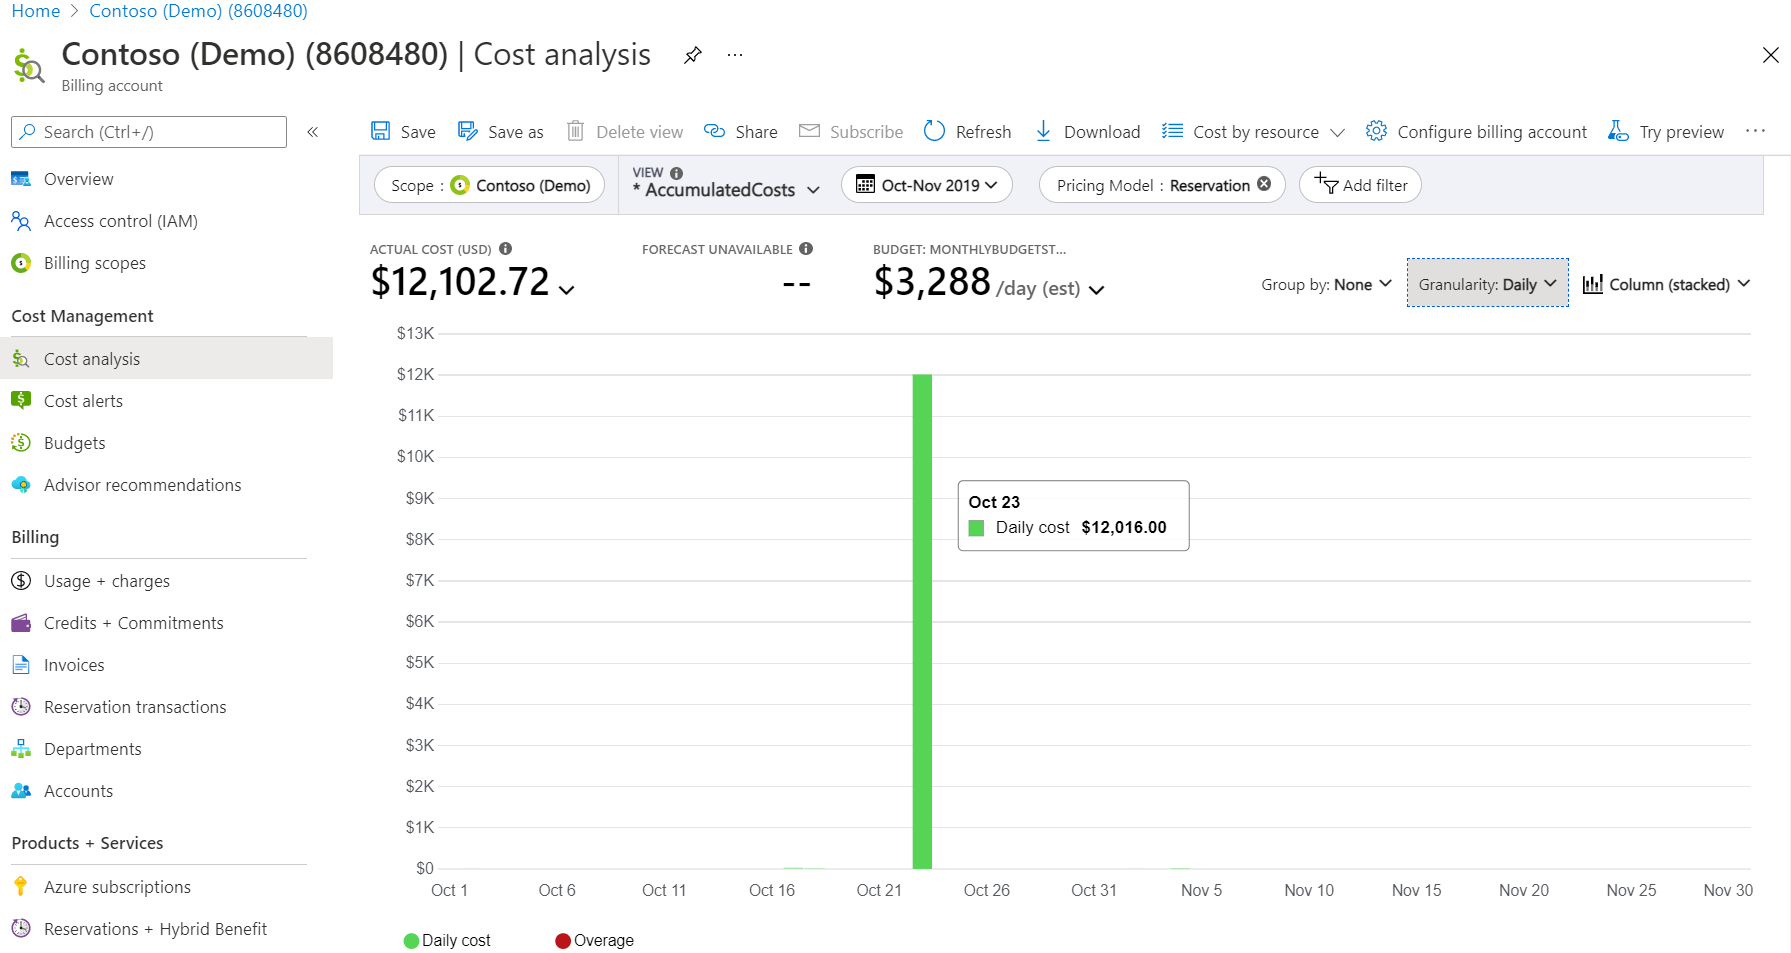 Home > Contoso (Demo) (8608480)
Contoso (Demo) (8608480) | Cost analysis ...
Billing account
Search (Ctrl+/) «
Save Save as Delete view Share Subscribe Refresh Download Cost by resource Configure billing account Try preview ...
Overview
Access control (IAM)
Billing scopes
Cost Management
Cost analysis
Cost alerts
Budgets
Advisor recommendations
Billing
Usage + charges
Credits + Commitments
Invoices
Reservation transactions
Departments
Accounts
Products + Services
Azure subscriptions
Reservations + Hybrid Benefit
Scope : Contoso (Demo)
VIEW
* AccumulatedCosts
Oct-Nov 2019
Pricing Model : Reservation
Add filter
ACTUAL COST (USD)
$12,102.72
FORECAST UNAVAILABLE
--
BUDGET: MONTHLYBUDGETST...
$3,288 /day (est)
Group by: None
Granularity: Daily
Column (stacked)
$13K
$12K
$11K
$10K
$9K
$8K
$7K
$6K
$5K
$4K
$3K
$2K
$1K
$0
Oct 23
Daily cost $12,016.00
Oct 1 Oct 6 Oct 11 Oct 16 Oct 21 Oct 26 Oct 31 Nov 5 Nov 10 Nov 15 Nov 20 Nov 25 Nov 30
Daily cost Overage